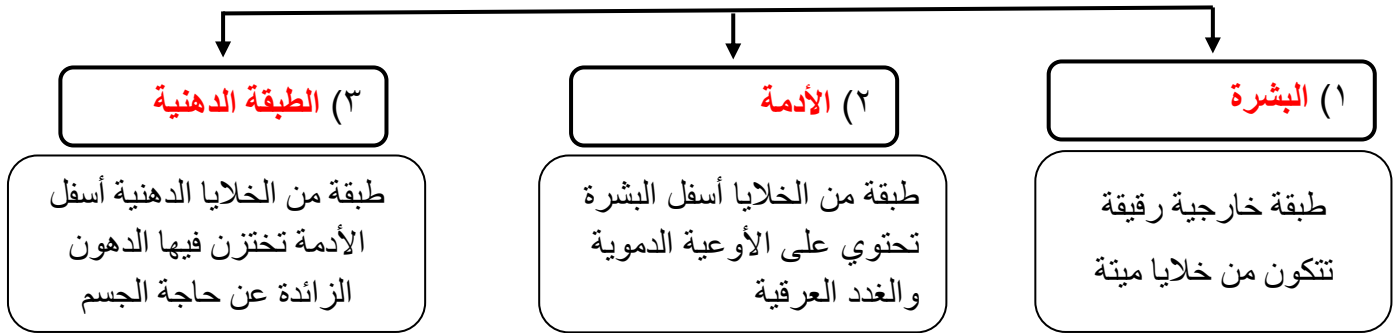 ١) البشرة
٢) الأدمة
٣) الطبقة الدهنية
طبقة خارجية رقيقة
تتكون من خلايا ميتة
طبقة من الخلايا أسفل البشرة
تحتوي على الأوعية الدموية
والغدد العرقية
طبقة من الخلايا الدهنية أسفل
الأدمة تختزن فيها الدهون
الزائدة عن حاجة الجسم